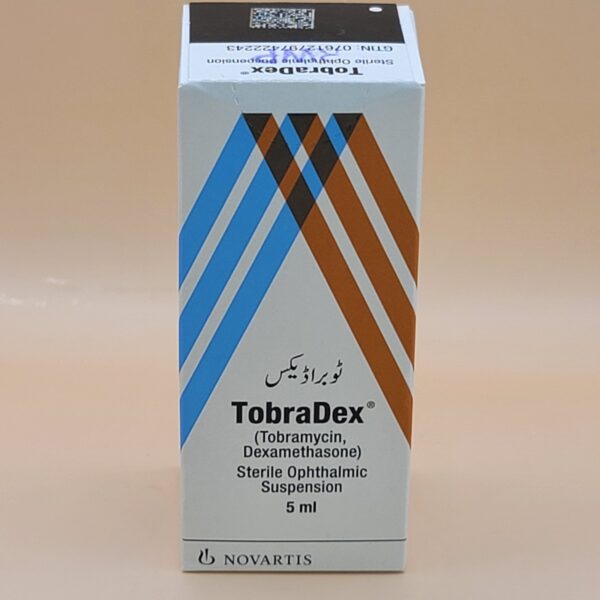 TobraDex®
Sterile Ophthalmic Suspension
GTIN: 07612797422243
ٹوبراڈیکس
TobraDex®
(Tobramycin,
Dexamethasone)
Sterile Ophthalmic
Suspension
5 ml
NOVARTIS